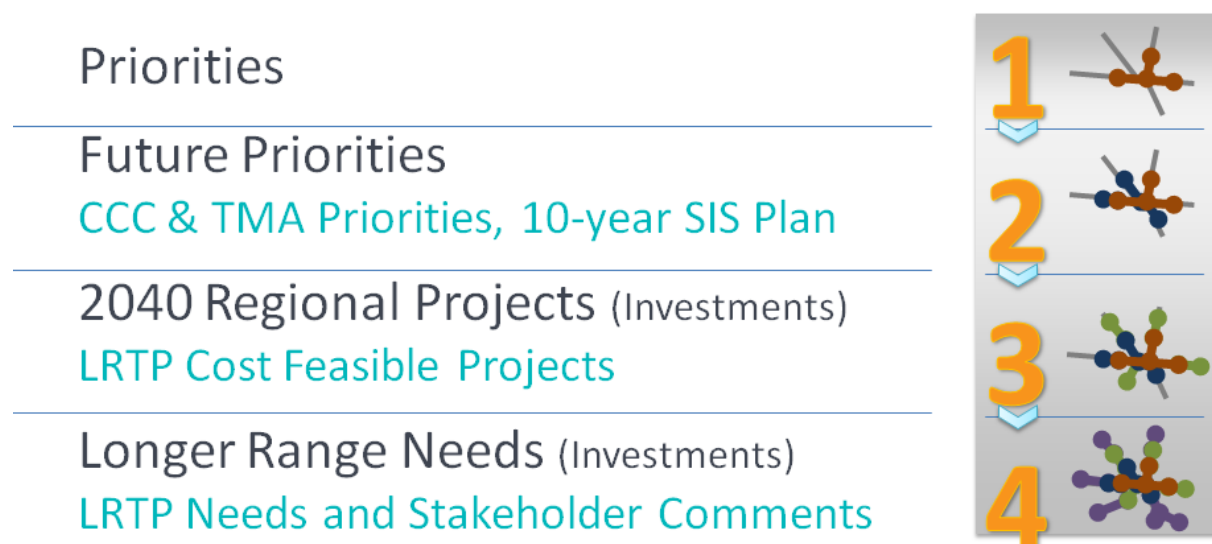 Priorities
1
Future Priorities
CCC & TMA Priorities, 10-year SIS Plan
2
2040 Regional Projects (Investments)
LRTP Cost Feasible Projects
3
Longer Range Needs (Investments)
LRTP Needs and Stakeholder Comments
4